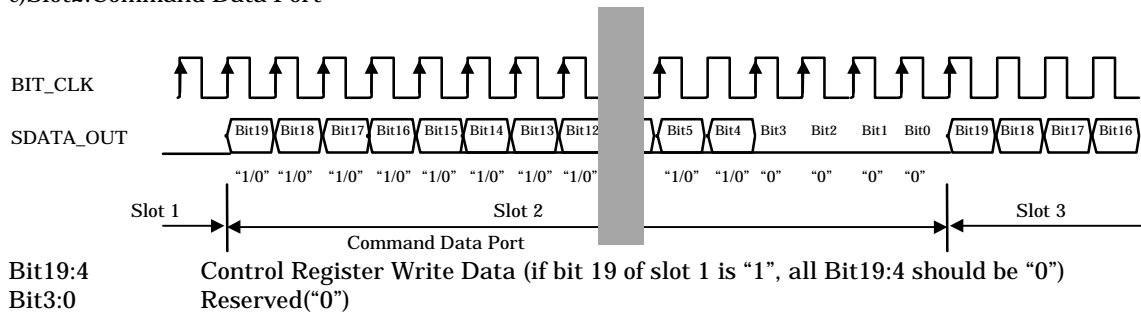 BIT_CLK
SDATA_OUT
Bit19 Bit18 Bit17 Bit16 Bit15 Bit14 Bit13 Bit12 Bit5 Bit4 Bit3 Bit2 Bit1 Bit0 Bit19 Bit18 Bit17 Bit16
“1/0” “1/0” “1/0” “1/0” “1/0” “1/0” “1/0” “1/0” “1/0” “1/0” “0” “0” “0” “0”
Slot 1 Slot 2 Slot 3
Command Data Port
Bit19:4 Control Register Write Data (if bit 19 of slot 1 is “1”, all Bit19:4 should be “0”)
Bit3:0 Reserved(“0”)